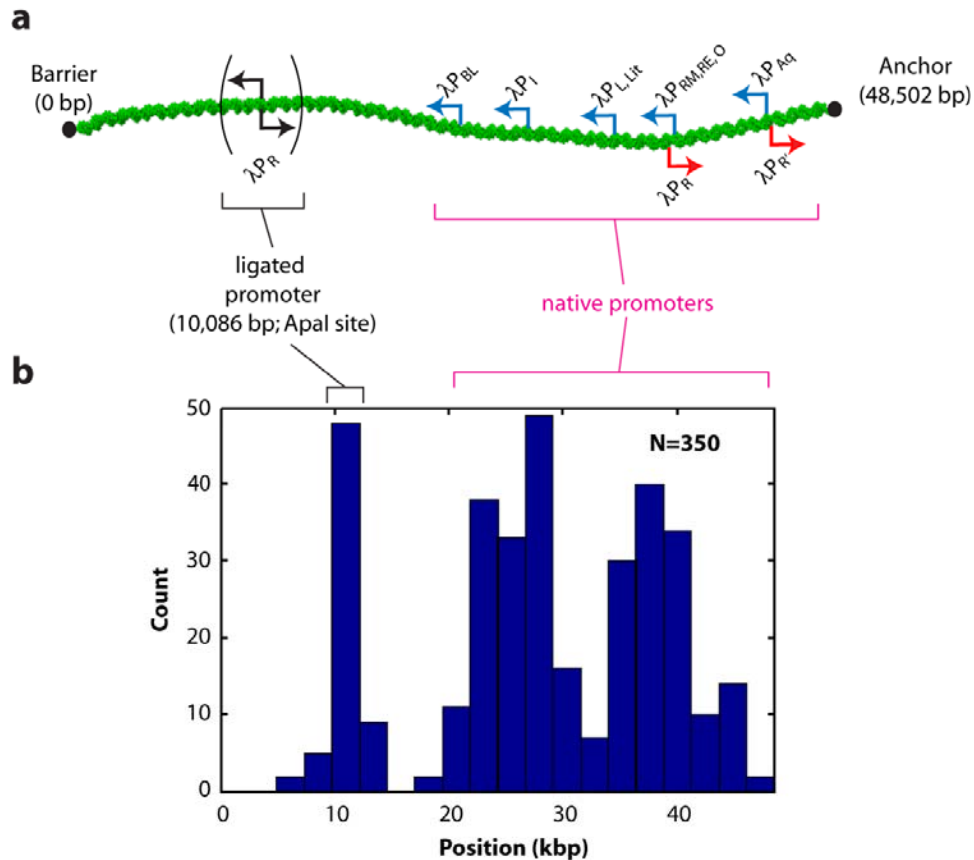 a
Barrier
(0 bp)
λP_R
λP_BL
λP_I
λP_L,Lit
λP_RM,RE,O
λP_R
λP_Aq
λP_R'
Anchor
(48,502 bp)
ligated
promoter
(10,086 bp; ApaI site)
native promoters
b
N=350
Count
50
40
30
20
10
0
0 10 20 30 40
Position (kbp)